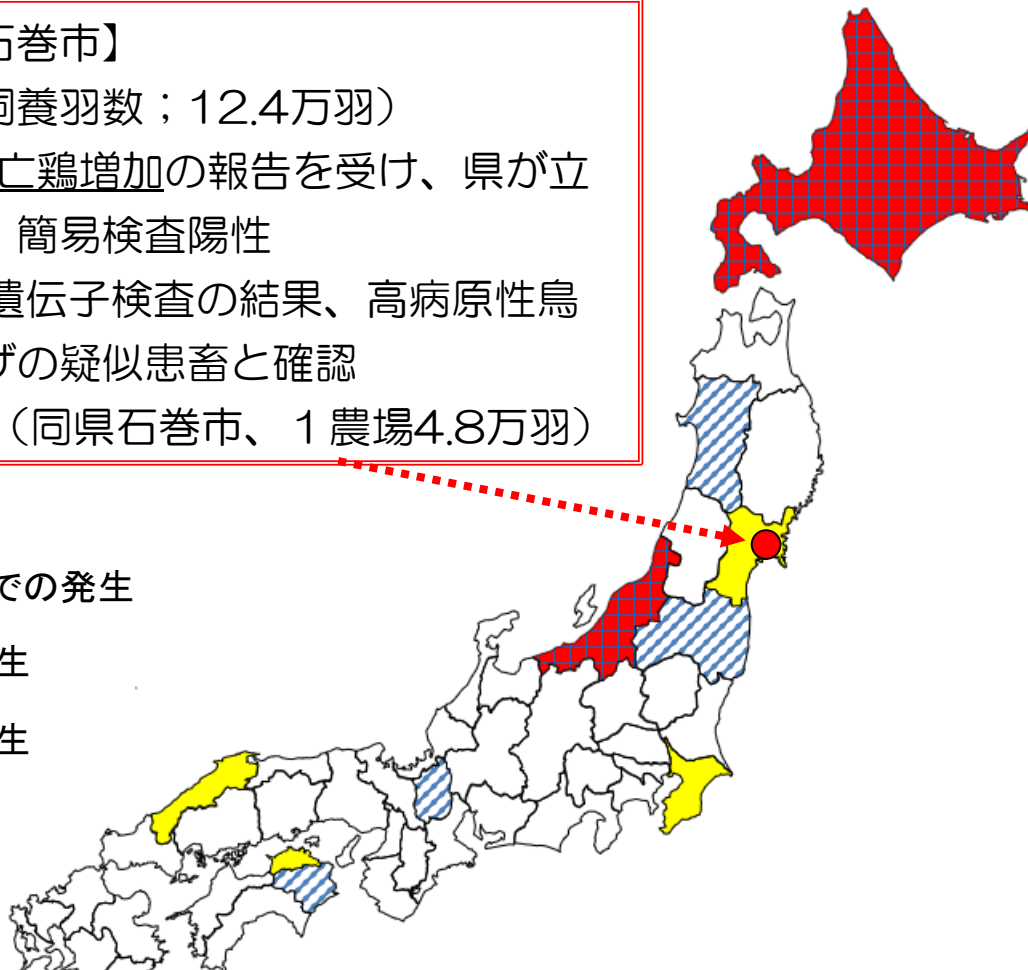 石巻市】
飼養羽数；12.4万羽）
亡鶏増加の報告を受け、県が立
簡易検査陽性
遺伝子検査の結果、高病原性鳥
ザの疑似患畜と確認
（同県石巻市、１農場4.8万羽）
での発生
生
生